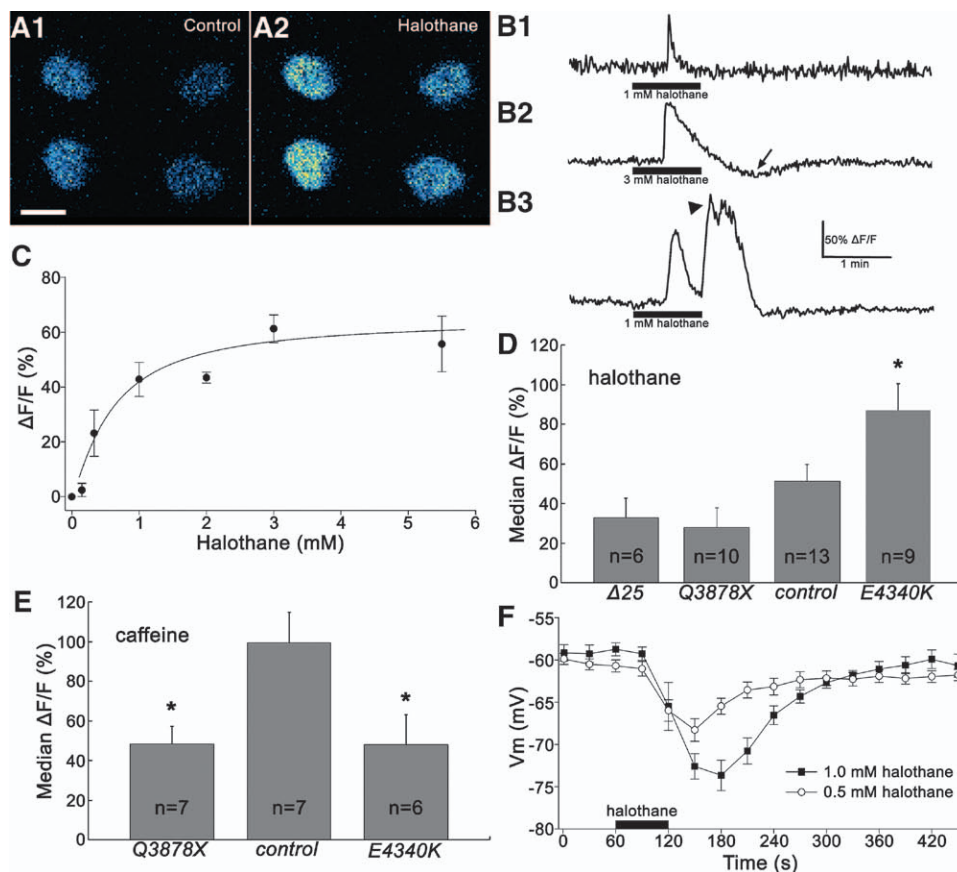 A1 Control
A2 Halothane
B1
1 mM halothane
B2
3 mM halothane
B3
50% ΔF/F
1 min
1 mM halothane
C
ΔF/F (%)
80
60
40
20
0
0 1 2 3 4 5 6
Halothane (mM)
D
halothane
*
Median ΔF/F (%)
120
100
80
60
40
20
0
n=6 n=10 n=13 n=9
Δ25 Q3878X control E4340K
E
caffeine
* *
Median ΔF/F (%)
120
100
80
60
40
20
0
n=7 n=7 n=6
Q3878X control E4340K
F
Vm (mV)
-55
-60
-65
-70
-75
-80
1.0 mM halothane
0.5 mM halothane
halothane
0 60 120 180 240 300 360 420
Time (s)